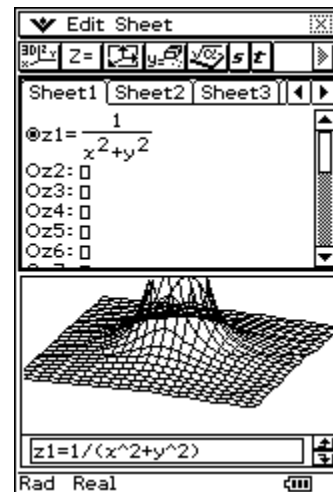 Edit Sheet
Z=
Sheet1 Sheet2 Sheet3
z1=1/(x²+y²)
z2:
z3:
z4:
z5:
z6:
z1=1/(x^2+y^2)
Rad Real